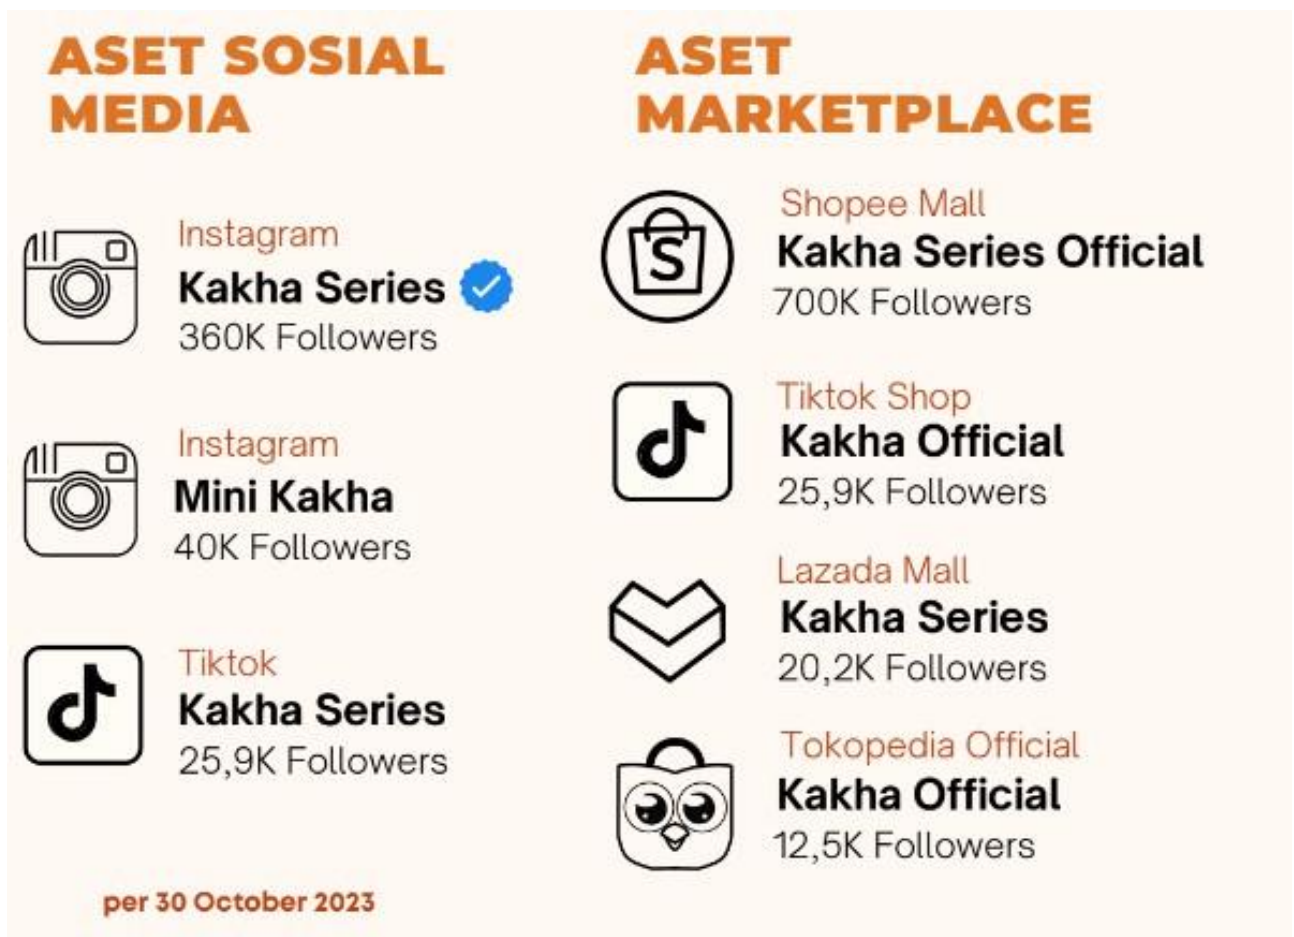 ASET SOSIAL
MEDIA
Instagram
Kakha Series
360K Followers
Instagram
Mini Kakha
40K Followers
Tiktok
Kakha Series
25,9K Followers
per 30 October 2023
ASET
MARKETPLACE
S
Shopee Mall
Kakha Series Official
700K Followers
Tiktok Shop
Kakha Official
25,9K Followers
Lazada Mall
Kakha Series
20,2K Followers
Tokopedia Official
Kakha Official
12,5K Followers